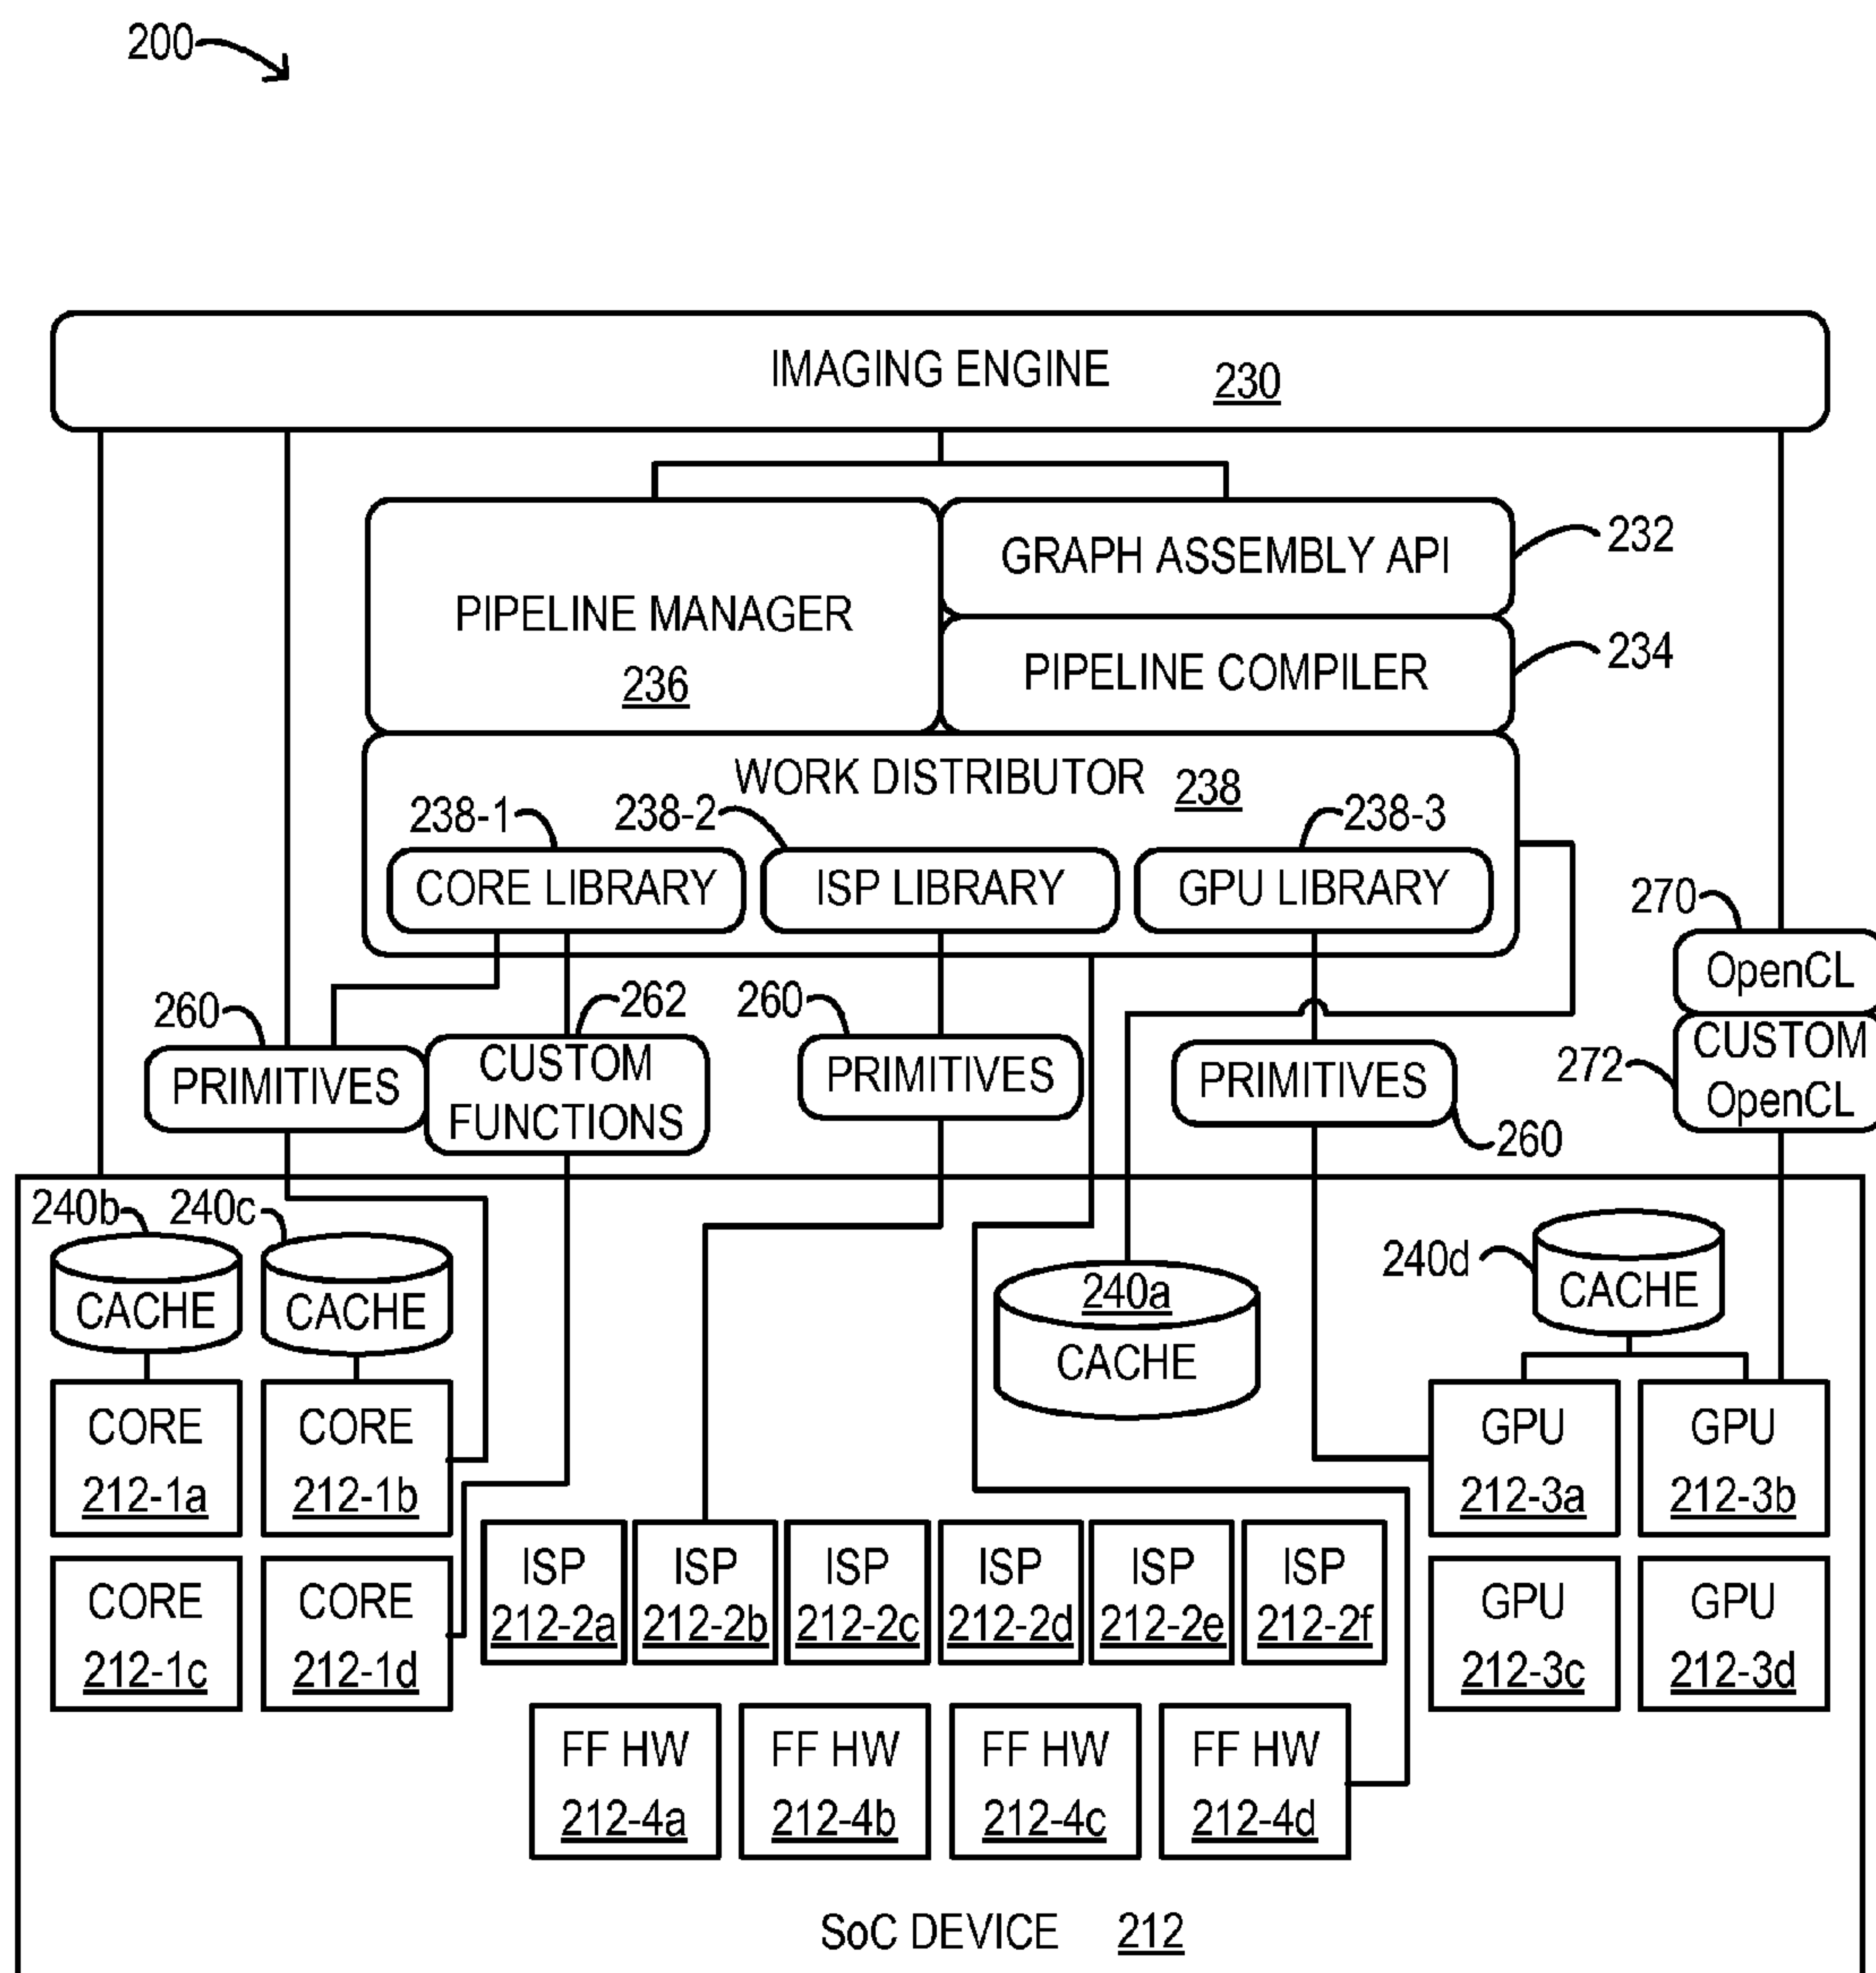 200
IMAGING ENGINE 230
GRAPH ASSEMBLY API
232
PIPELINE MANAGER
236
PIPELINE COMPILER
234
WORK DISTRIBUTOR 238
238-1
238-2
238-3
CORE LIBRARY
ISP LIBRARY
GPU LIBRARY
270
OpenCL
260
262
260
PRIMITIVES
CUSTOM
FUNCTIONS
PRIMITIVES
PRIMITIVES
260
272
CUSTOM
OpenCL
240b
240c
CACHE
CACHE
240a
CACHE
240d
CACHE
CORE
212-1a
CORE
212-1b
GPU
212-3a
GPU
212-3b
CORE
212-1c
CORE
212-1d
ISP
212-2a
ISP
212-2b
ISP
212-2c
ISP
212-2d
ISP
212-2e
ISP
212-2f
GPU
212-3c
GPU
212-3d
FF HW
212-4a
FF HW
212-4b
FF HW
212-4c
FF HW
212-4d
SoC DEVICE 212